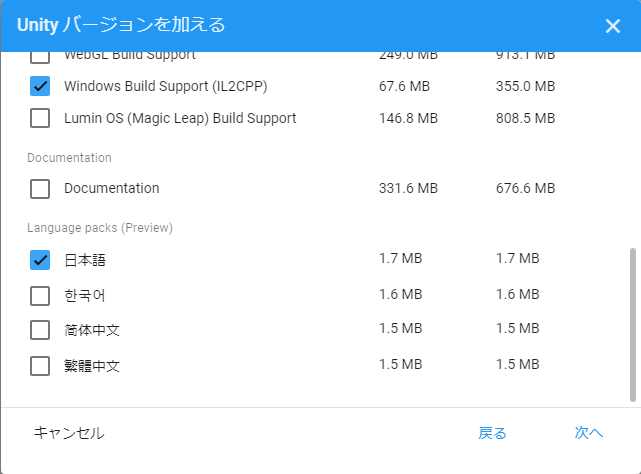 Unity バージョンを加える
WebGL Build Support 249.0 MB 913.1 MB
Windows Build Support (IL2CPP) 67.6 MB 355.0 MB
Lumin OS (Magic Leap) Build Support 146.8 MB 808.5 MB
Documentation
Documentation 331.6 MB 676.6 MB
Language packs (Preview)
日本語 1.7 MB 1.7 MB
한국어 1.6 MB 1.6 MB
简体中文 1.5 MB 1.5 MB
繁體中文 1.5 MB 1.5 MB
キャンセル 戻る 次へ